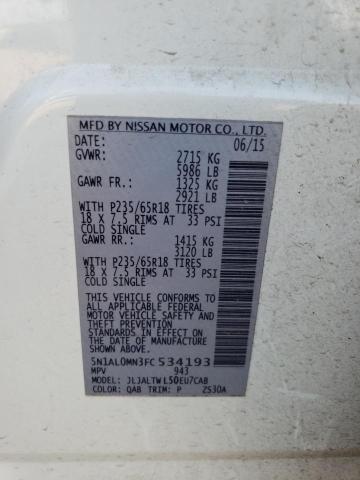 MFD BY NISSAN MOTOR CO., LTD.
DATE: 06/15
GVWR: 2715 KG
5986 LB
GAWR FR.: 1325 KG
2921 LB
WITH P235/65R18 TIRES
18 X 7.5 RIMS AT 33 PSI
COLD SINGLE
GAWR RR.: 1415 KG
3120 LB
WITH P235/65R18 TIRES
18 X 7.5 RIMS AT 33 PSI
COLD SINGLE
THIS VEHICLE CONFORMS TO
ALL APPLICABLE FEDERAL
MOTOR VEHICLE SAFETY
AND THEFT PREVENTION
STANDARDS IN EFFECT ON
THE DATE OF MANUFACTURE
SHOWN ABOVE.
5N1AL0MN3FC534193
MPV 943
MODEL: JLJALTWL50EU7CAB
COLOR: QAB TRIM: P ZS30A